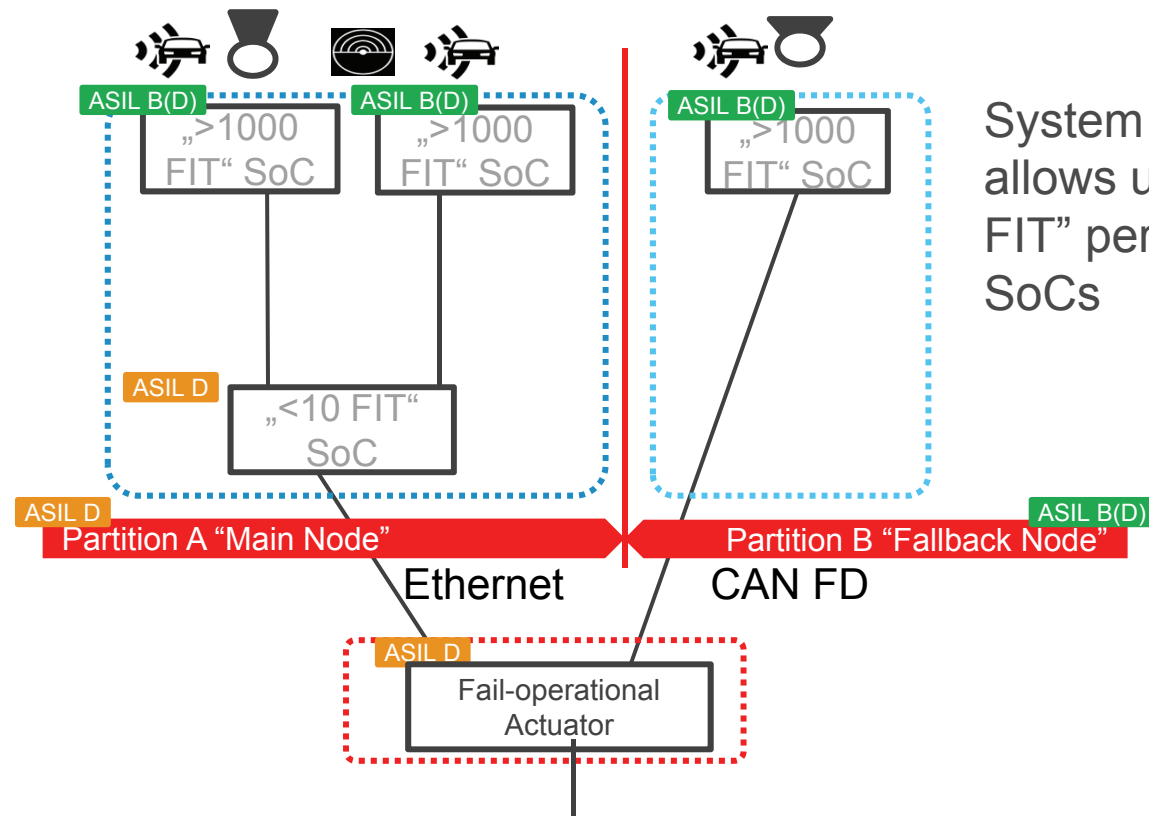 ASIL B(D)
„>1000
FIT“ SoC
ASIL B(D)
„>1000
FIT“ SoC
ASIL B(D)
„>1000
FIT“ SoC
System
allows u
FIT” per
SoCs
ASIL D
„<10 FIT“
SoC
ASIL D
Partition A “Main Node”
ASIL B(D)
Partition B “Fallback Node”
Ethernet
CAN FD
ASIL D
Fail-operational
Actuator